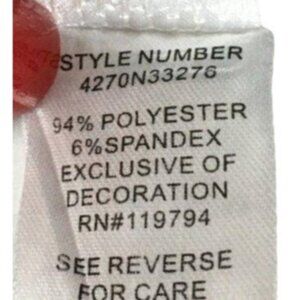 STYLE NUMBER
4270N33276
94% POLYESTER
6%SPANDEX
EXCLUSIVE OF
DECORATION
RN#119794
SEE REVERSE
FOR CARE